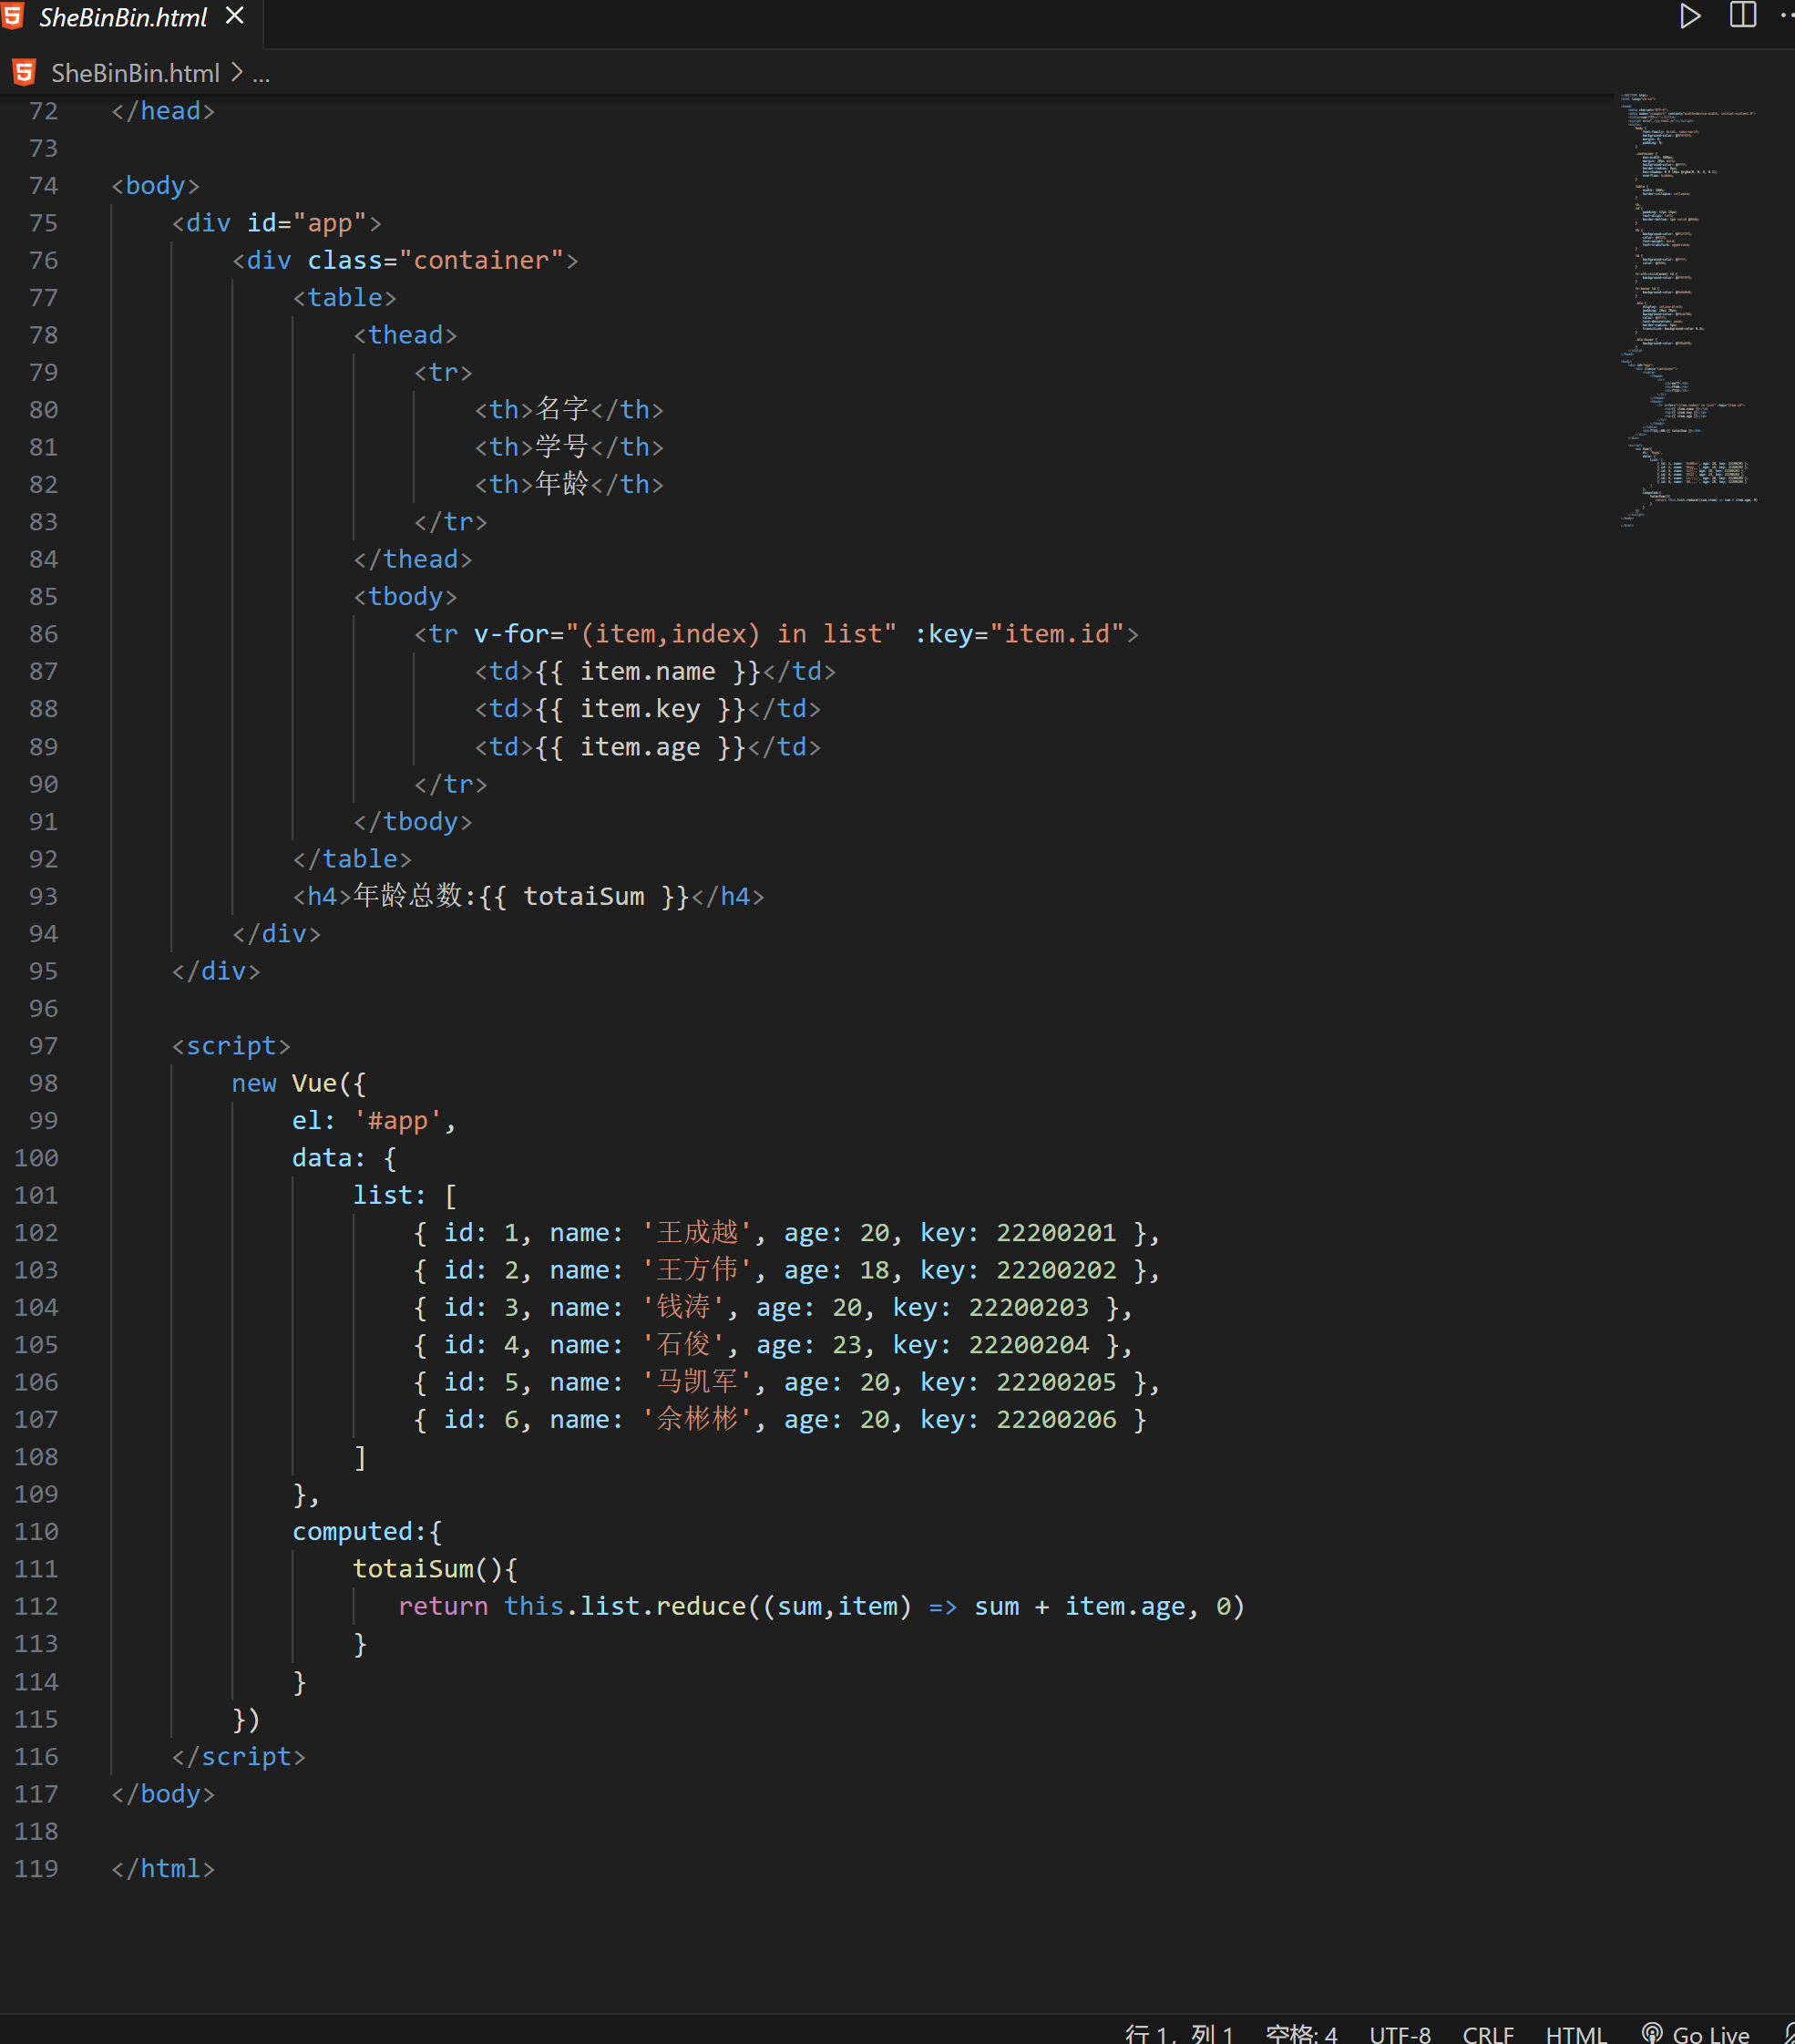 SheBinBin.html
SheBinBin.html > ...
72 </head>
73
74 <body>
75 <div id="app">
76 <div class="container">
77 <table>
78 <thead>
79 <tr>
80 <th>名字</th>
81 <th>学号</th>
82 <th>年龄</th>
83 </tr>
84 </thead>
85 <tbody>
86 <tr v-for="(item,index) in list" :key="item.id">
87 <td>{{ item.name }}</td>
88 <td>{{ item.key }}</td>
89 <td>{{ item.age }}</td>
90 </tr>
91 </tbody>
92 </table>
93 <h4>年龄总数:{{ totaiSum }}</h4>
94 </div>
95 </div>
96
97 <script>
98 new Vue({
99 el: '#app',
100 data: {
101 list: [
102 { id: 1, name: '王成越', age: 20, key: 22200201 },
103 { id: 2, name: '王方伟', age: 18, key: 22200202 },
104 { id: 3, name: '钱涛', age: 20, key: 22200203 },
105 { id: 4, name: '石俊', age: 23, key: 22200204 },
106 { id: 5, name: '马凯军', age: 20, key: 22200205 },
107 { id: 6, name: '佘彬彬', age: 20, key: 22200206 }
108 ]
109 },
110 computed:{
111 totaiSum(){
112 return this.list.reduce((sum,item) => sum + item.age, 0)
113 }
114 }
115 })
116 </script>
117 </body>
118
119 </html>
行 1，列 1 空格: 4 UTF-8 CRLF HTML Go Live